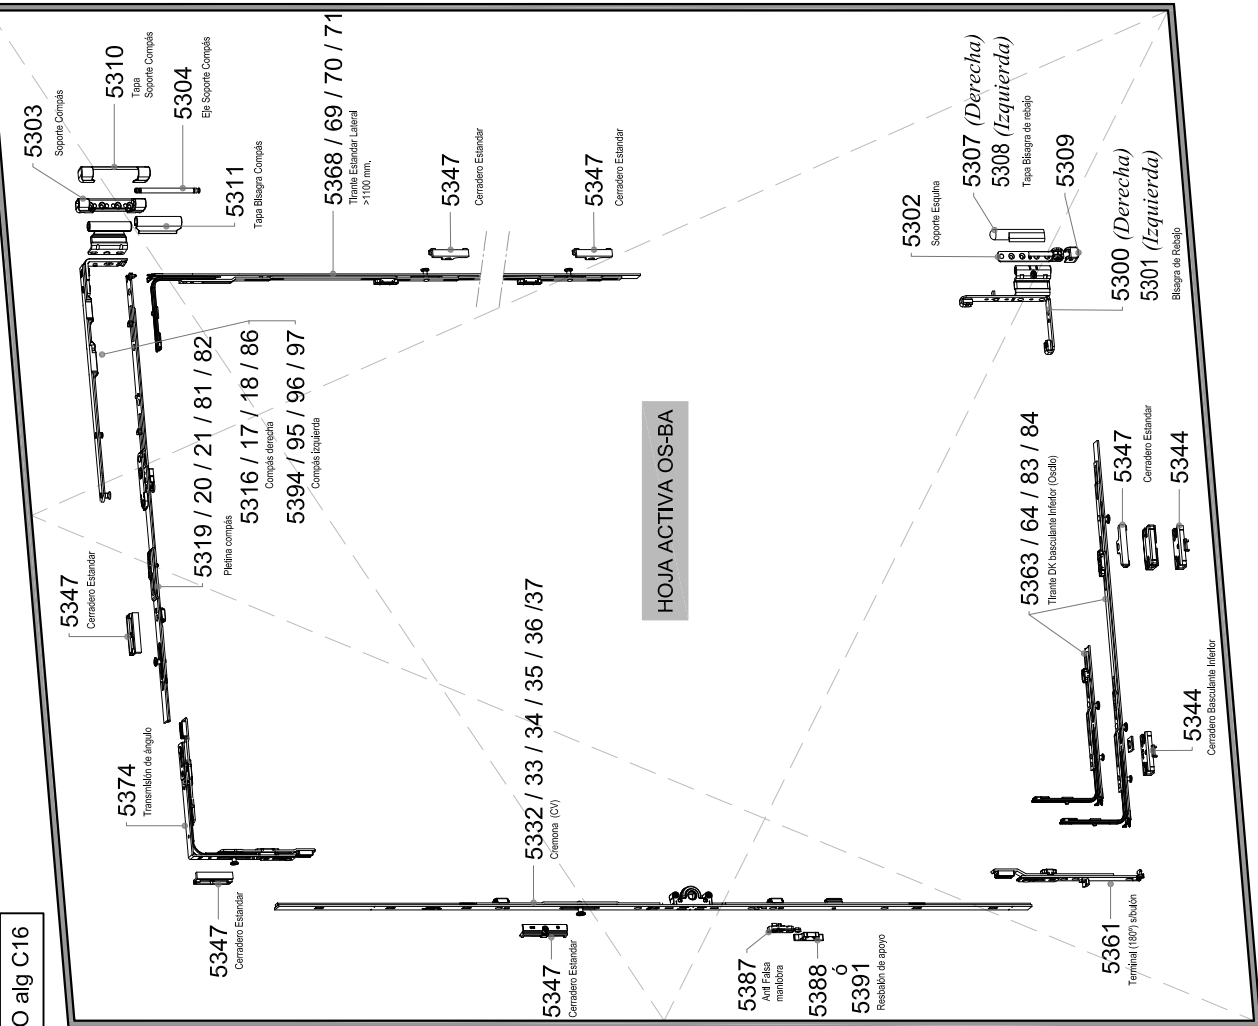 O alg C16
5303
Soporte Compás
5310
Tapa
Soporte Compás
5304
Eje Soporte Compás
5311
Tapa Bisagra Compás
5368 / 69 / 70 / 71
Tirante Estandar Lateral
>1100 mm.
5347
Cerradero Estandar
5347
Cerradero Estandar
5302
Soporte Esquina
5307 (Derecha)
5308 (Izquierda)
Tapa Bisagra de rebajo
5309
5300 (Derecha)
5301 (Izquierda)
Bisagra de Rebajo
5347
Cerradero Estandar
5319 / 20 / 21 / 81 / 82
Pletina compás
5316 / 17 / 18 / 86
Compás derecha
5394 / 95 / 96 / 97
Compás Izquierda
HOJA ACTIVA OS-BA
5363 / 64 / 83 / 84
Tirante DK basculante Inferior (Oscilo)
5347
Cerradero Estandar
5344
5374
Transmisión de ángulo
5332 / 33 / 34 / 35 / 36 /37
Cremona (CV)
5344
Cerradero Basculante Inferior
5347
Cerradero Estandar
5347
Cerradero Estandar
5387
Anti Falsa
maniobra
5388
ó
5391
Resbalón de apoyo
5361
Terminal (180º) s/bulón